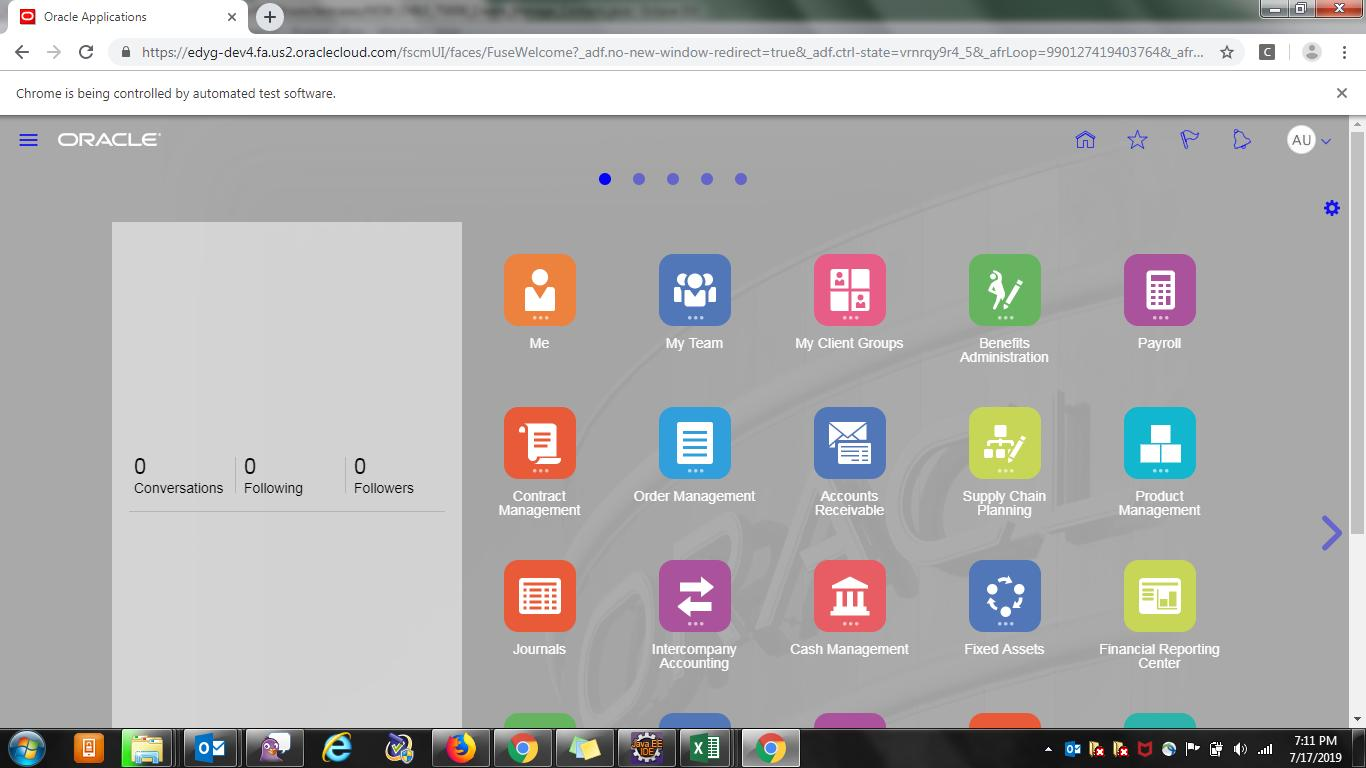 Oracle Applications
https://edyg-dev4.fa.us2.oraclecloud.com/fscmUI/faces/FuseWelcome?_adf.no-new-window-redirect=true&_adf.ctrl-state=vrnrqy9r4_5&_afrLoop=990127419403764&_afr...
C
Chrome is being controlled by automated test software.
ORACLE
AU
Me
My Team
My Client Groups
Benefits
Administration
Payroll
0
Conversations
0
Following
0
Followers
Contract
Management
Order Management
Accounts
Receivable
Supply Chain
Planning
Product
Management
Journals
Intercompany
Accounting
Cash Management
Fixed Assets
Financial Reporting
Center
Java EE
IDE
7:11 PM
7/17/2019